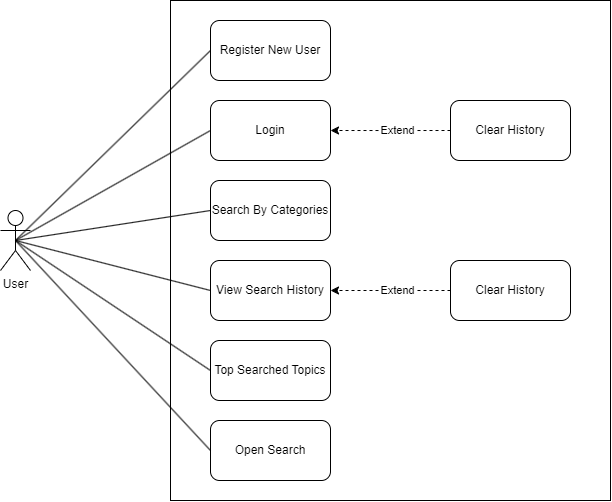 Register New User
Login
Extend
Clear History
Search By Categories
User
View Search History
Extend
Clear History
Top Searched Topics
Open Search